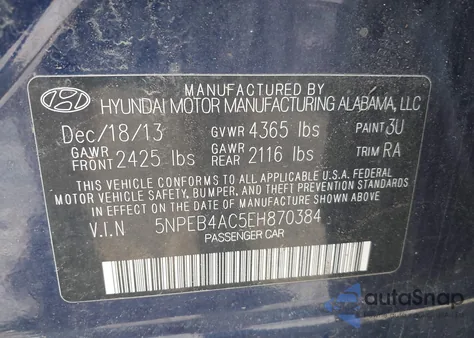 MANUFACTURED BY
HYUNDAI MOTOR MANUFACTURING ALABAMA, LLC
Dec/18/13 GVWR 4365 lbs PAINT 3U
GAWR FRONT 2425 lbs GAWR REAR 2116 lbs TRIM RA
THIS VEHICLE CONFORMS TO ALL APPLICABLE U.S.A. FEDERAL
MOTOR VEHICLE SAFETY, BUMPER, AND THEFT PREVENTION STANDARDS
IN EFFECT ON THE DATE OF MANUFACTURE SHOWN ABOVE.
V.I.N 5NPEB4AC5EH870384
PASSENGER CAR
autoSnap